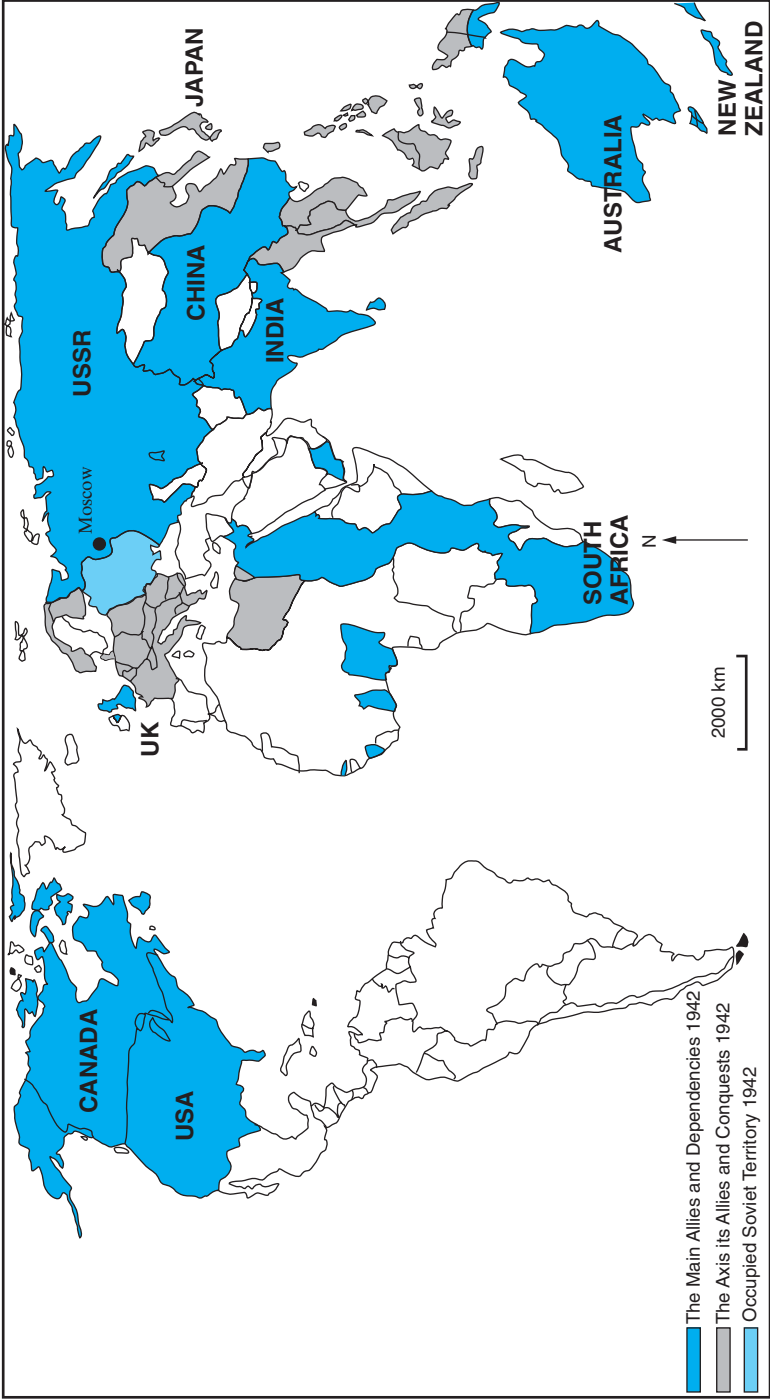 USSR
Moscow
CANADA
USA
UK
CHINA
JAPAN
INDIA
SOUTH
AFRICA
AUSTRALIA
NEW
ZEALAND
N
2000 km
The Main Allies and Dependencies 1942
The Axis its Allies and Conquests 1942
Occupied Soviet Territory 1942